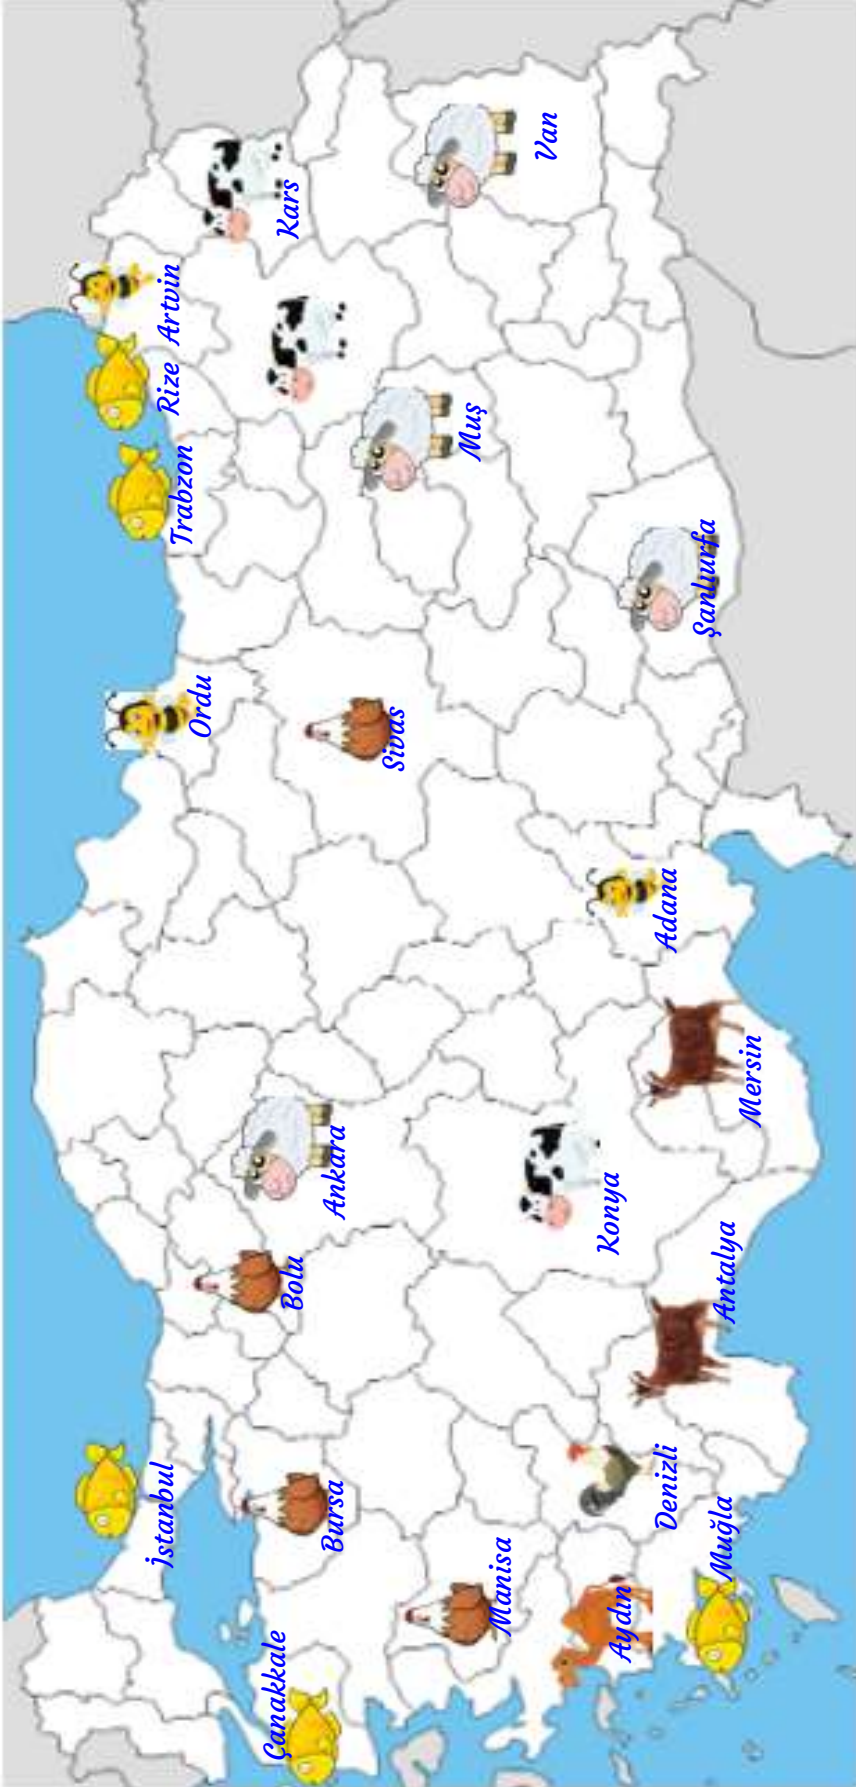 Çanakkale
İstanbul
Bursa
Manisa
Aydın
Muğla
Denizli
Bolu
Antalya
Ankara
Konya
Mersin
Adana
Ordu
Sivas
Trabzon
Şanlıurfa
Rize
Muş
Artvin
Kars
Van